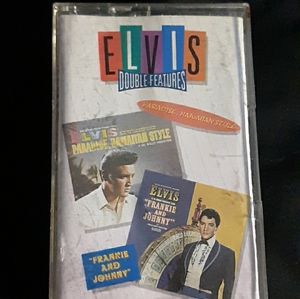 ELVIS
DOUBLE FEATURES
PARADISE, HAWAIIAN STYLE
ELVIS
PARADISE, HAWAIIAN STYLE
ELVIS
"FRANKIE
AND
JOHNNY"
"FRANKIE
AND
JOHNNY"